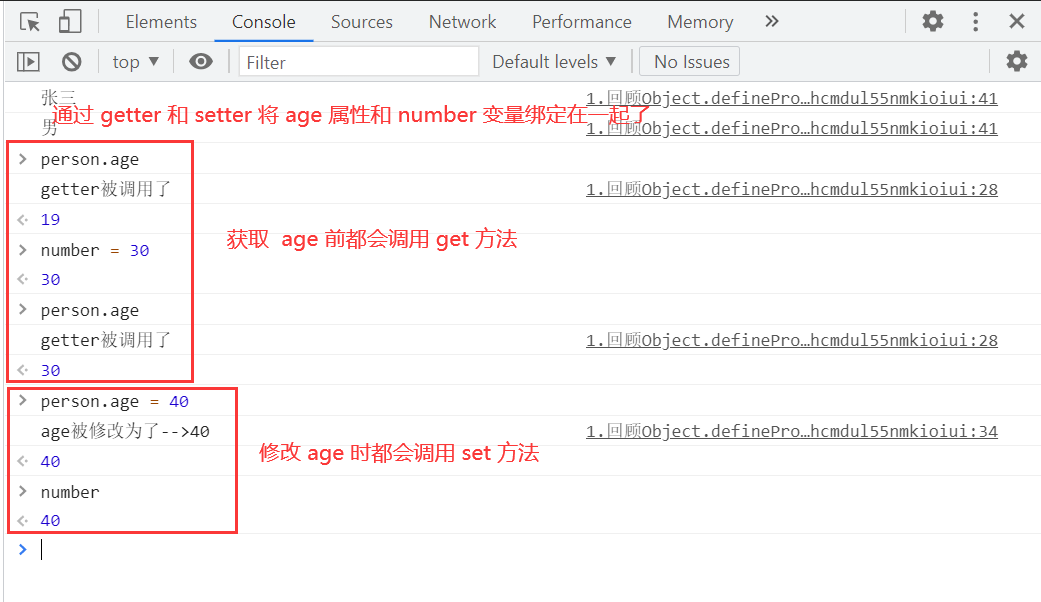 Elements Console Sources Network Performance Memory
top Filter Default levels No Issues
张三 1.回顾Object.definePro…hcmdul55nmkioiui:41
通过 getter 和 setter 将 age 属性和 number 变量绑定在一起了
男 1.回顾Object.definePro…hcmdul55nmkioiui:41
> person.age
getter被调用了 1.回顾Object.definePro…hcmdul55nmkioiui:28
19
获取 age 前都会调用 get 方法
> number = 30
30
> person.age
getter被调用了 1.回顾Object.definePro…hcmdul55nmkioiui:28
30
> person.age = 40
age被修改为了-->40 1.回顾Object.definePro…hcmdul55nmkioiui:34
修改 age 时都会调用 set 方法
40
> number
40
>